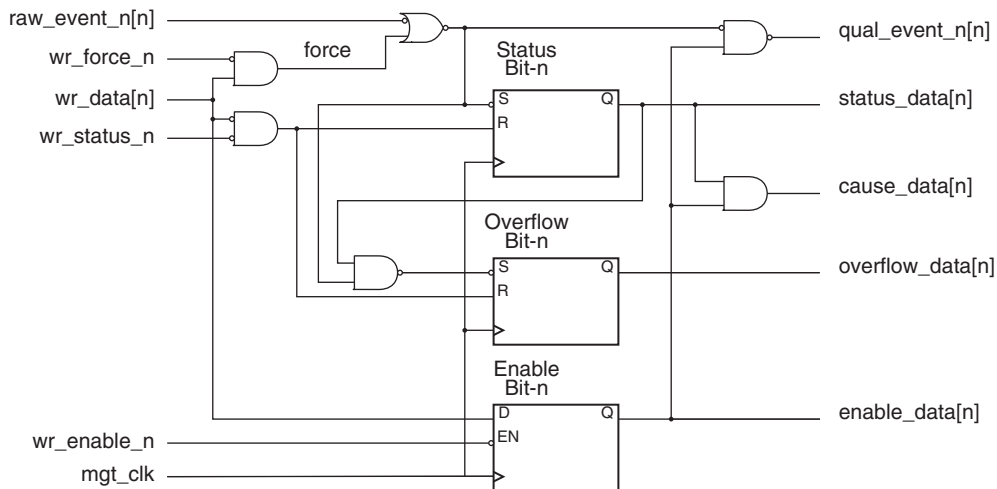 raw_event_n[n]
wr_force_n
force
wr_data[n]
wr_status_n
Status
Bit-n
S
Q
R
qual_event_n[n]
status_data[n]
cause_data[n]
Overflow
Bit-n
S
Q
R
overflow_data[n]
Enable
Bit-n
D
Q
EN
enable_data[n]
wr_enable_n
mgt_clk